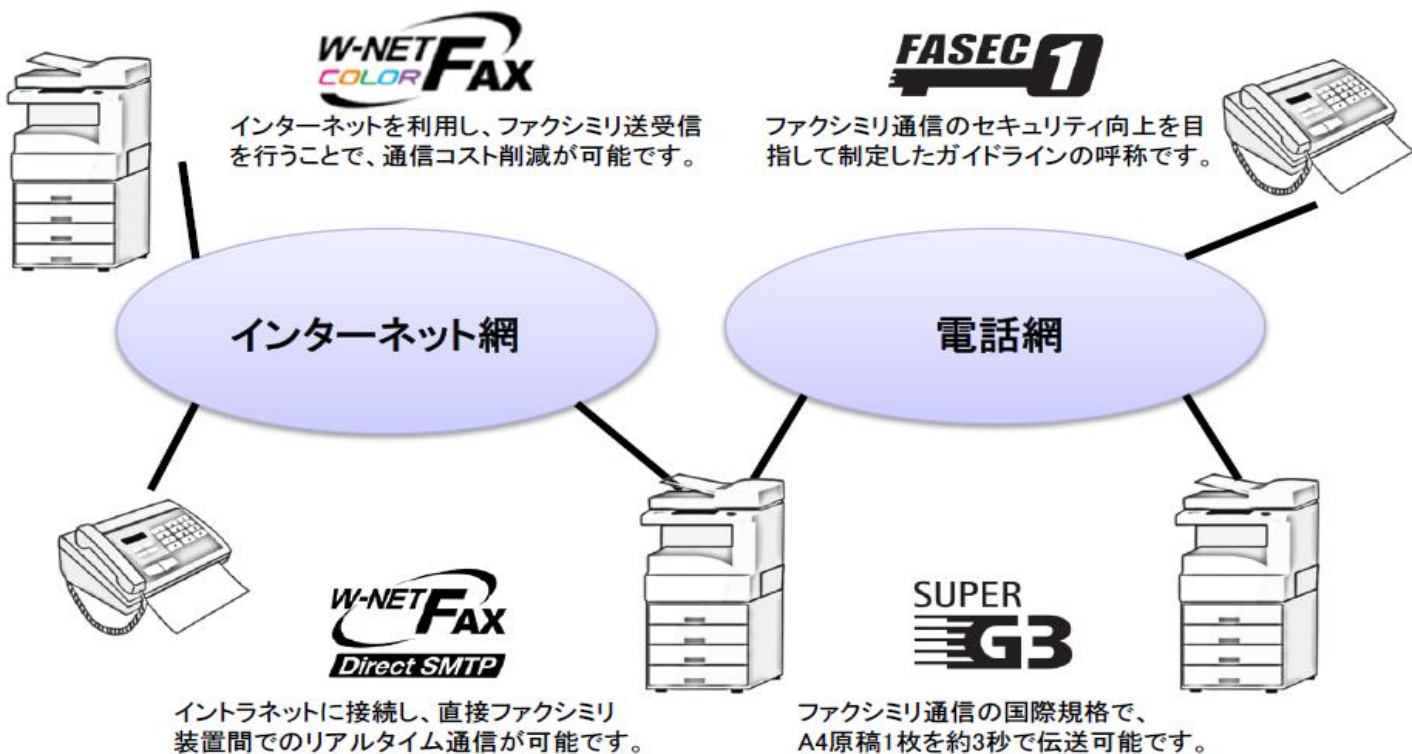 W-NET FAX
COLOR
インターネットを利用し、ファクシミリ送受信
を行うことで、通信コスト削減が可能です。
FASEC 1
ファクシミリ通信のセキュリティ向上を目
指して制定したガイドラインの呼称です。
インターネット網
電話網
W-NET FAX
Direct SMTP
イントラネットに接続し、直接ファクシミリ
装置間でのリアルタイム通信が可能です。
SUPER
G3
ファクシミリ通信の国際規格で、
A4原稿1枚を約3秒で伝送可能です。